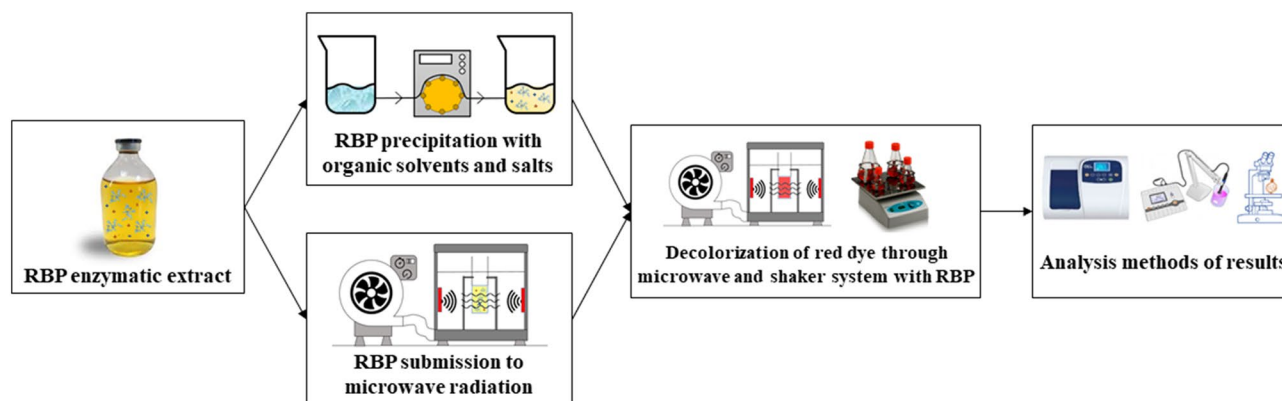 RBP enzymatic extract
RBP precipitation with
organic solvents and salts
RBP submission to
microwave radiation
Decolorization of red dye through
microwave and shaker system with RBP
Analysis methods of results